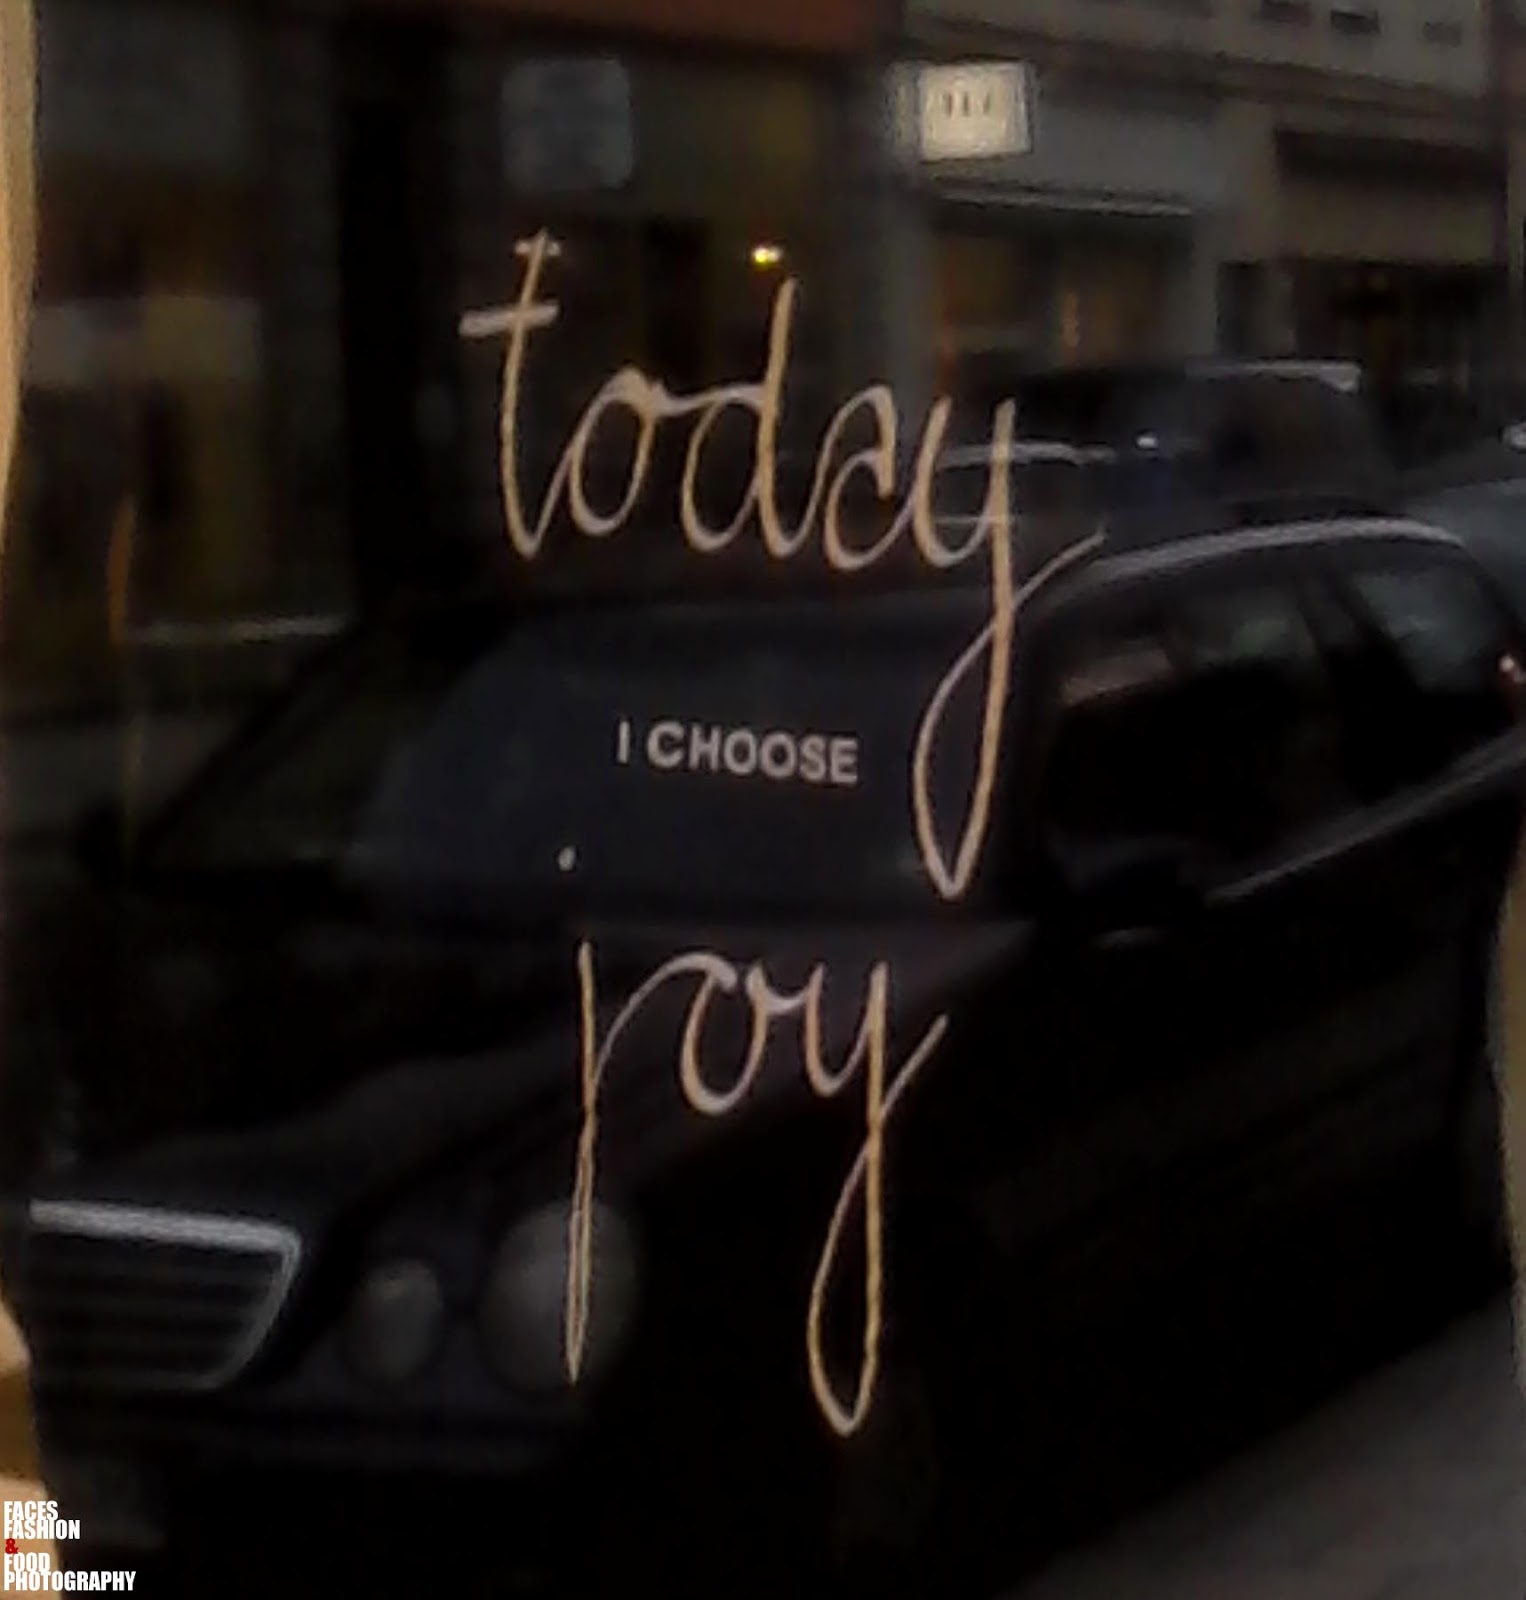 today
I CHOOSE
joy
FACES
FASHION
&
FOOD
PHOTOGRAPHY